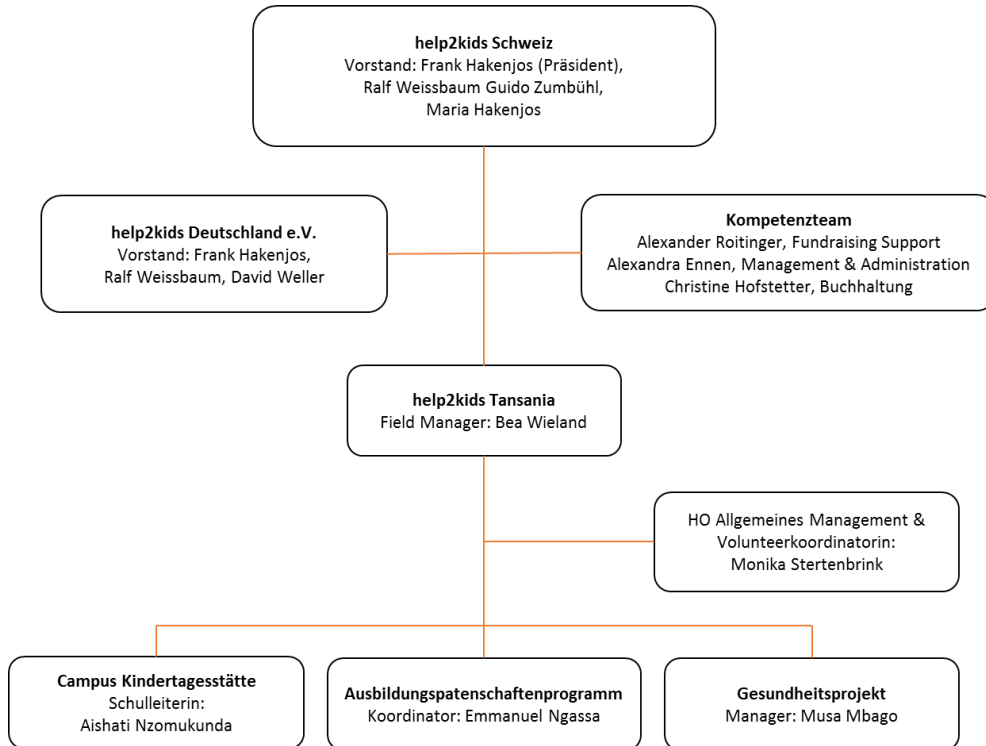 help2kids Schweiz
Vorstand: Frank Hakenjos (Präsident),
Ralf Weissbaum Guido Zumbühl,
Maria Hakenjos
help2kids Deutschland e.V.
Vorstand: Frank Hakenjos,
Ralf Weissbaum, David Weller
Kompetenzteam
Alexander Roitinger, Fundraising Support
Alexandra Ennen, Management & Administration
Christine Hofstetter, Buchhaltung
help2kids Tansania
Field Manager: Bea Wieland
HO Allgemeines Management &
Volunteerkoordinatorin:
Monika Stertenbrink
Campus Kindertagesstätte
Schulleiterin:
Aishati Nzomukunda
Ausbildungspatenschaftenprogramm
Koordinator: Emmanuel Ngassa
Gesundheitsprojekt
Manager: Musa Mbago